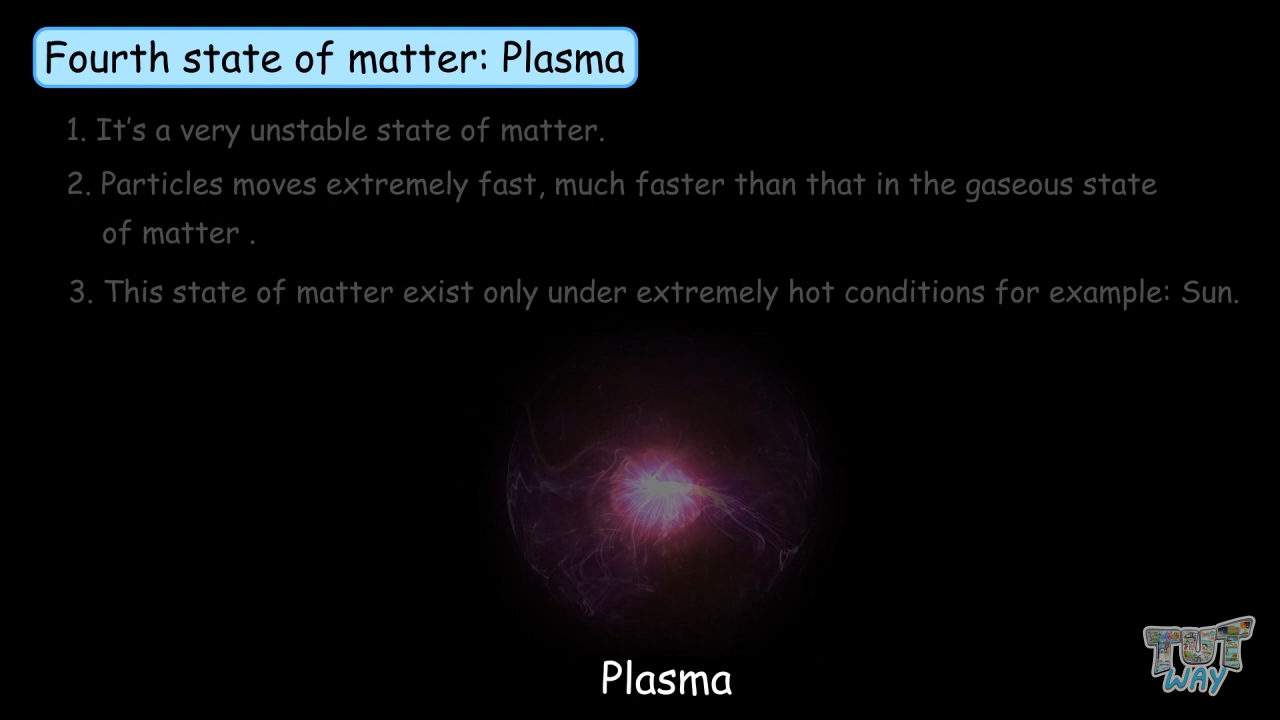 Fourth state of matter: Plasma
1. It's a very unstable state of matter.
2. Particles moves extremely fast, much faster than that in the gaseous state
of matter .
3. This state of matter exist only under extremely hot conditions for example: Sun.
Plasma
TUT
WAY